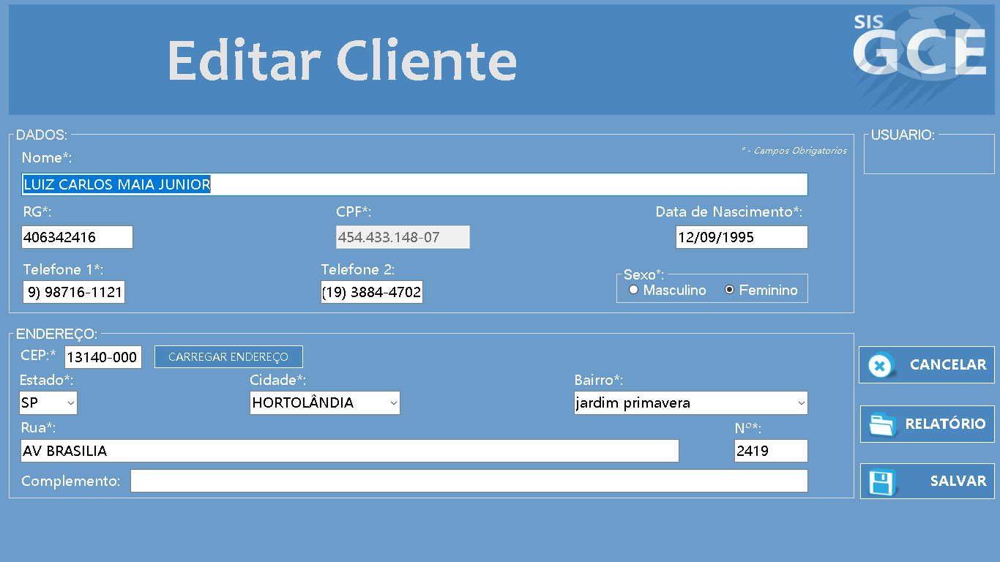 SIS
GCE
Editar Cliente
DADOS:
USUARIO:
* - Campos Obrigatorios
Nome*:
LUIZ CARLOS MAIA JUNIOR
RG*:
CPF*:
Data de Nascimento*:
406342416
454.433.148-07
12/09/1995
Telefone 1*:
Telefone 2:
Sexo*:
9) 98716-1121
(19) 3884-4702
Masculino
Feminino
ENDEREÇO:
CEP:*
13140-000
CARREGAR ENDEREÇO
CANCELAR
Estado*:
Cidade*:
Bairro*:
SP
HORTOLÂNDIA
jardim primavera
Rua*:
Nº*:
RELATÓRIO
AV BRASILIA
2419
Complemento:
SALVAR